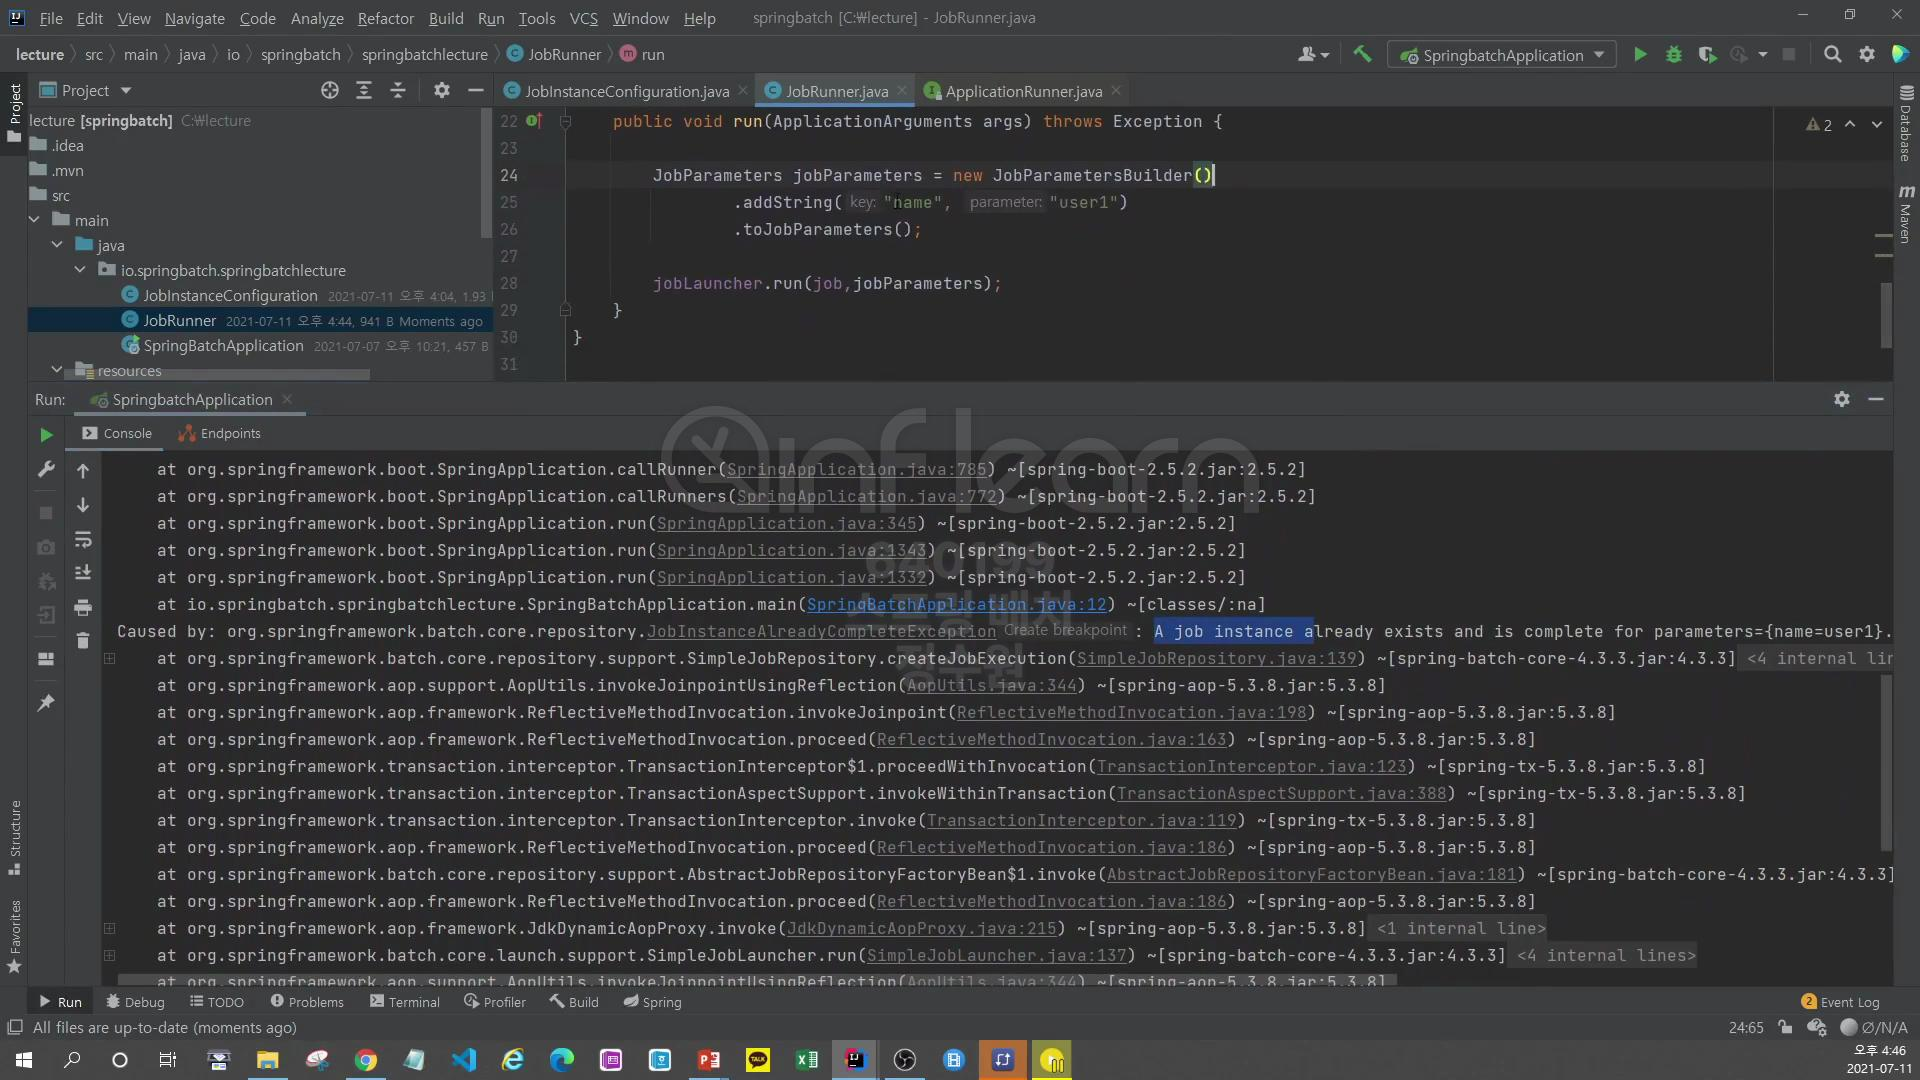 File Edit View Navigate Code Analyze Refactor Build Run Tools VCS Window Help springbatch [C:₩lecture] - JobRunner.java
lecture src main java io springbatch springbatchlecture JobRunner run SpringbatchApplication
Project
JobInstanceConfiguration.java JobRunner.java ApplicationRunner.java
Project
lecture [springbatch] C:₩lecture
.idea
.mvn
src
main
java
io.springbatch.springbatchlecture
JobInstanceConfiguration 2021-07-11 오후 4:04, 1.93
JobRunner 2021-07-11 오후 4:44, 941 B Moments ago
SpringBatchApplication 2021-07-07 오후 10:21, 457 B
resources
22 public void run(ApplicationArguments args) throws Exception {
23
24 JobParameters jobParameters = new JobParametersBuilder()
25 .addString( key: "name", parameter: "user1")
26 .toJobParameters();
27
28 jobLauncher.run(job,jobParameters);
29 }
30 }
31
2
Database
Maven
Run: SpringbatchApplication
Console Endpoints
inflearn
640199
스프링 배치
정수원
at org.springframework.boot.SpringApplication.callRunner(SpringApplication.java:785) ~[spring-boot-2.5.2.jar:2.5.2]
at org.springframework.boot.SpringApplication.callRunners(SpringApplication.java:772) ~[spring-boot-2.5.2.jar:2.5.2]
at org.springframework.boot.SpringApplication.run(SpringApplication.java:345) ~[spring-boot-2.5.2.jar:2.5.2]
at org.springframework.boot.SpringApplication.run(SpringApplication.java:1343) ~[spring-boot-2.5.2.jar:2.5.2]
at org.springframework.boot.SpringApplication.run(SpringApplication.java:1332) ~[spring-boot-2.5.2.jar:2.5.2]
at io.springbatch.springbatchlecture.SpringBatchApplication.main(SpringBatchApplication.java:12) ~[classes/:na]
Caused by: org.springframework.batch.core.repository.JobInstanceAlreadyCompleteException Create breakpoint : A job instance already exists and is complete for parameters={name=user1}.
at org.springframework.batch.core.repository.support.SimpleJobRepository.createJobExecution(SimpleJobRepository.java:139) ~[spring-batch-core-4.3.3.jar:4.3.3] <4 internal lin
at org.springframework.aop.support.AopUtils.invokeJoinpointUsingReflection(AopUtils.java:344) ~[spring-aop-5.3.8.jar:5.3.8]
at org.springframework.aop.framework.ReflectiveMethodInvocation.invokeJoinpoint(ReflectiveMethodInvocation.java:198) ~[spring-aop-5.3.8.jar:5.3.8]
at org.springframework.aop.framework.ReflectiveMethodInvocation.proceed(ReflectiveMethodInvocation.java:163) ~[spring-aop-5.3.8.jar:5.3.8]
at org.springframework.transaction.interceptor.TransactionInterceptor$1.proceedWithInvocation(TransactionInterceptor.java:123) ~[spring-tx-5.3.8.jar:5.3.8]
at org.springframework.transaction.interceptor.TransactionAspectSupport.invokeWithinTransaction(TransactionAspectSupport.java:388) ~[spring-tx-5.3.8.jar:5.3.8]
at org.springframework.transaction.interceptor.TransactionInterceptor.invoke(TransactionInterceptor.java:119) ~[spring-tx-5.3.8.jar:5.3.8]
at org.springframework.aop.framework.ReflectiveMethodInvocation.proceed(ReflectiveMethodInvocation.java:186) ~[spring-aop-5.3.8.jar:5.3.8]
at org.springframework.batch.core.repository.support.AbstractJobRepositoryFactoryBean$1.invoke(AbstractJobRepositoryFactoryBean.java:181) ~[spring-batch-core-4.3.3.jar:4.3.3]
at org.springframework.aop.framework.ReflectiveMethodInvocation.proceed(ReflectiveMethodInvocation.java:186) ~[spring-aop-5.3.8.jar:5.3.8]
at org.springframework.aop.framework.JdkDynamicAopProxy.invoke(JdkDynamicAopProxy.java:215) ~[spring-aop-5.3.8.jar:5.3.8] <1 internal line>
at org.springframework.batch.core.launch.support.SimpleJobLauncher.run(SimpleJobLauncher.java:137) ~[spring-batch-core-4.3.3.jar:4.3.3] <4 internal lines>
at org.springframework.aop.support.AopUtils.invokeJoinpointUsingReflection(AopUtils.java:344) ~[spring-aop-5.3.8.jar:5.3.8]
Structure
Favorites
Run Debug TODO Problems Terminal Profiler Build Spring 2 Event Log
All files are up-to-date (moments ago) 24:65 Ø/N/A
TALK
오후 4:46
2021-07-11